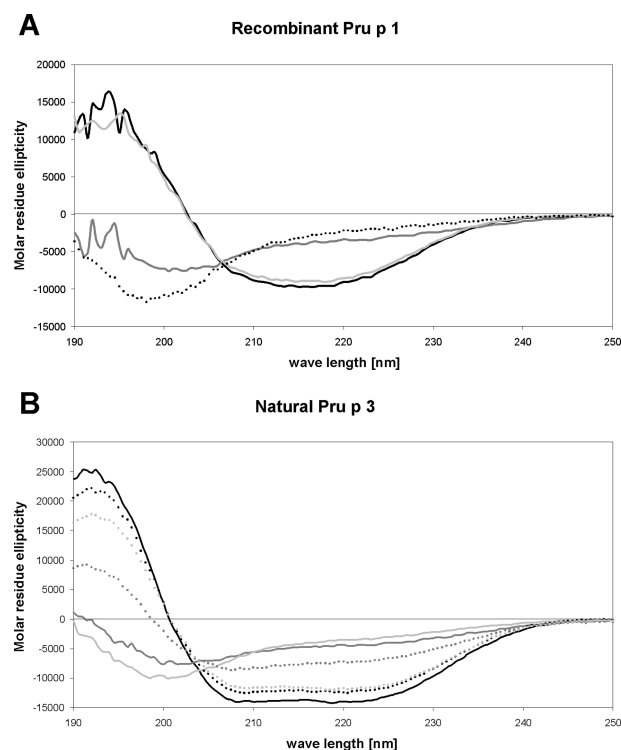 A
Recombinant Pru p 1
20000
15000
10000
5000
0
-5000
-10000
-15000
Molar residue ellipticity
190 200 210 220 230 240 250
wave length [nm]
B
Natural Pru p 3
30000
25000
20000
15000
10000
5000
0
-5000
-10000
-15000
Molar residue ellipticity
190 200 210 220 230 240 250
wave length [nm]